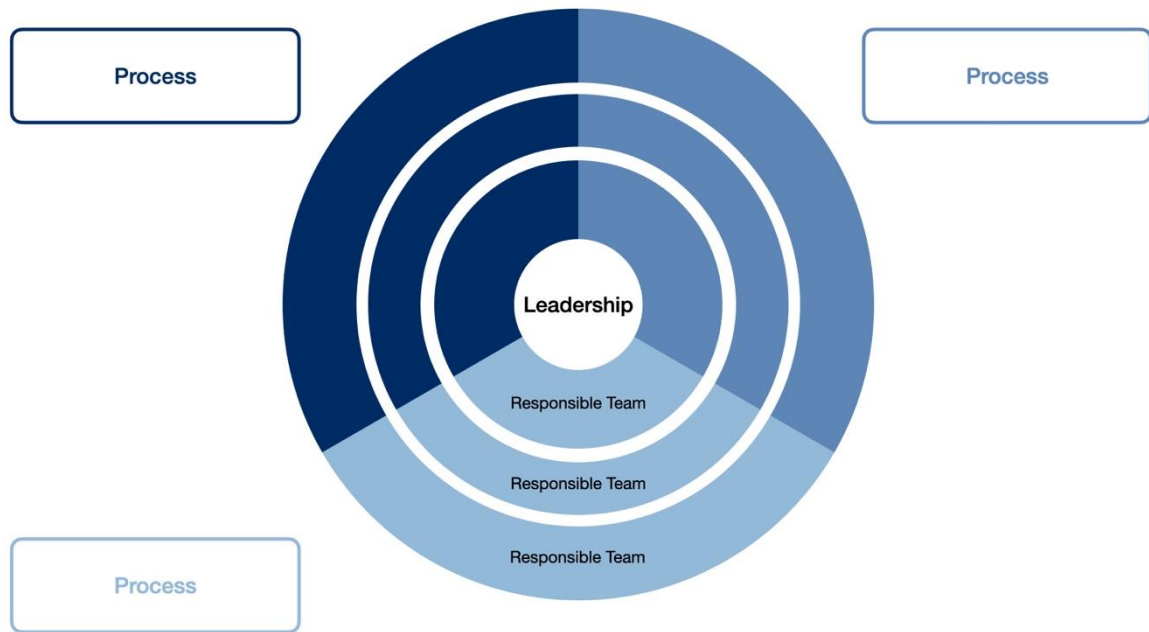 Process
Process
Leadership
Responsible Team
Responsible Team
Responsible Team
Process